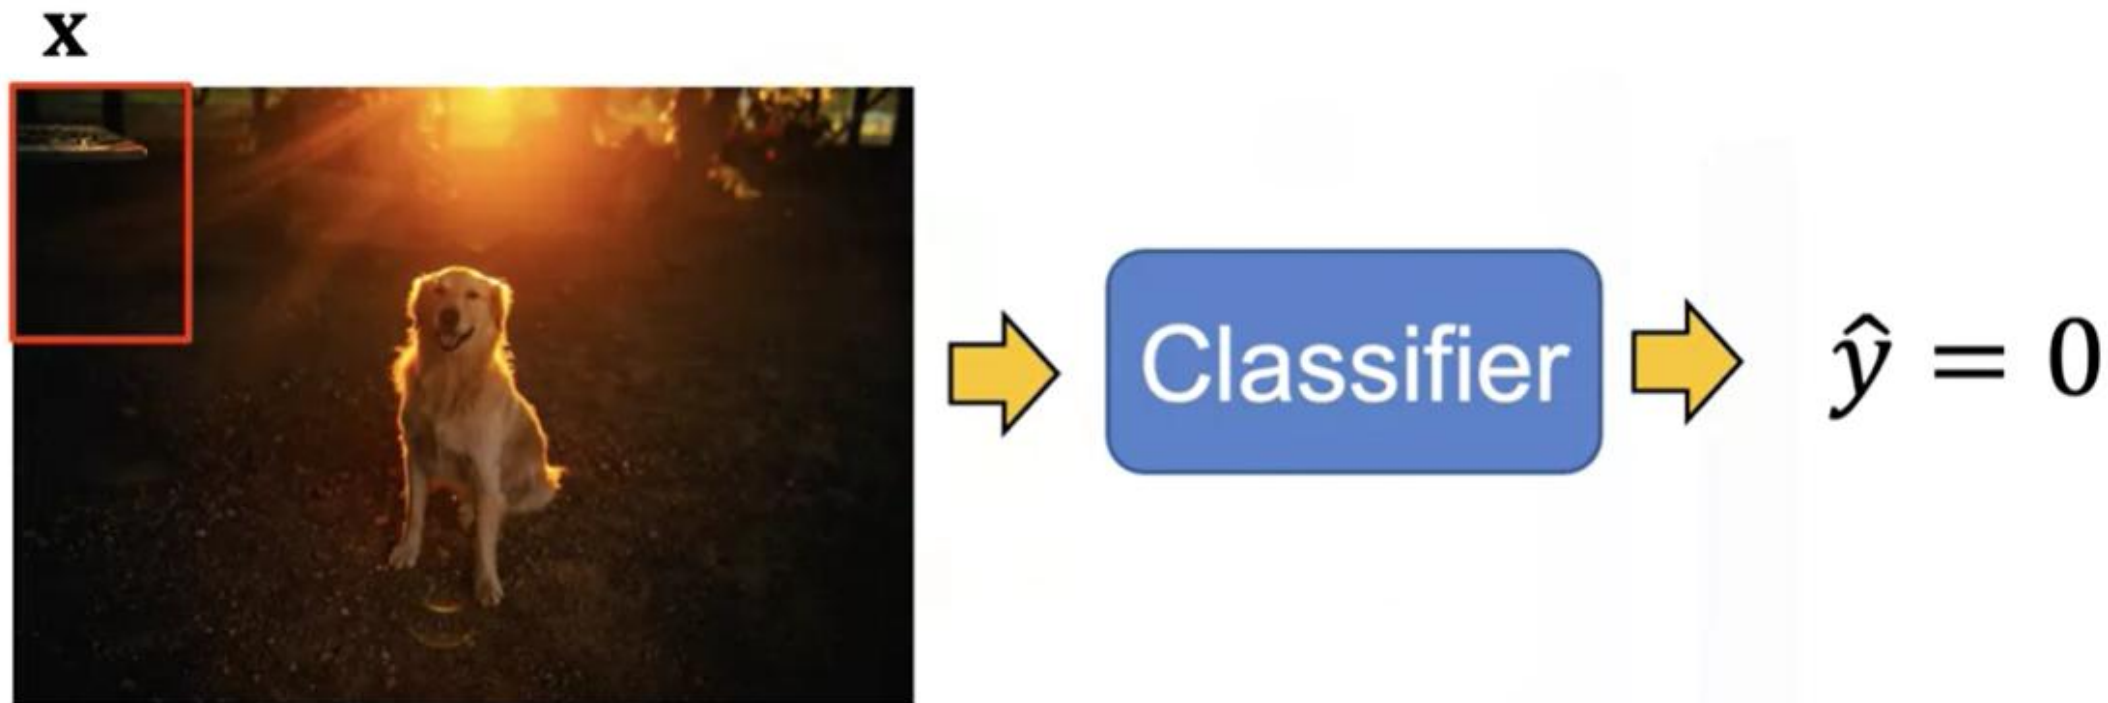 x
Classifier
ŷ = 0